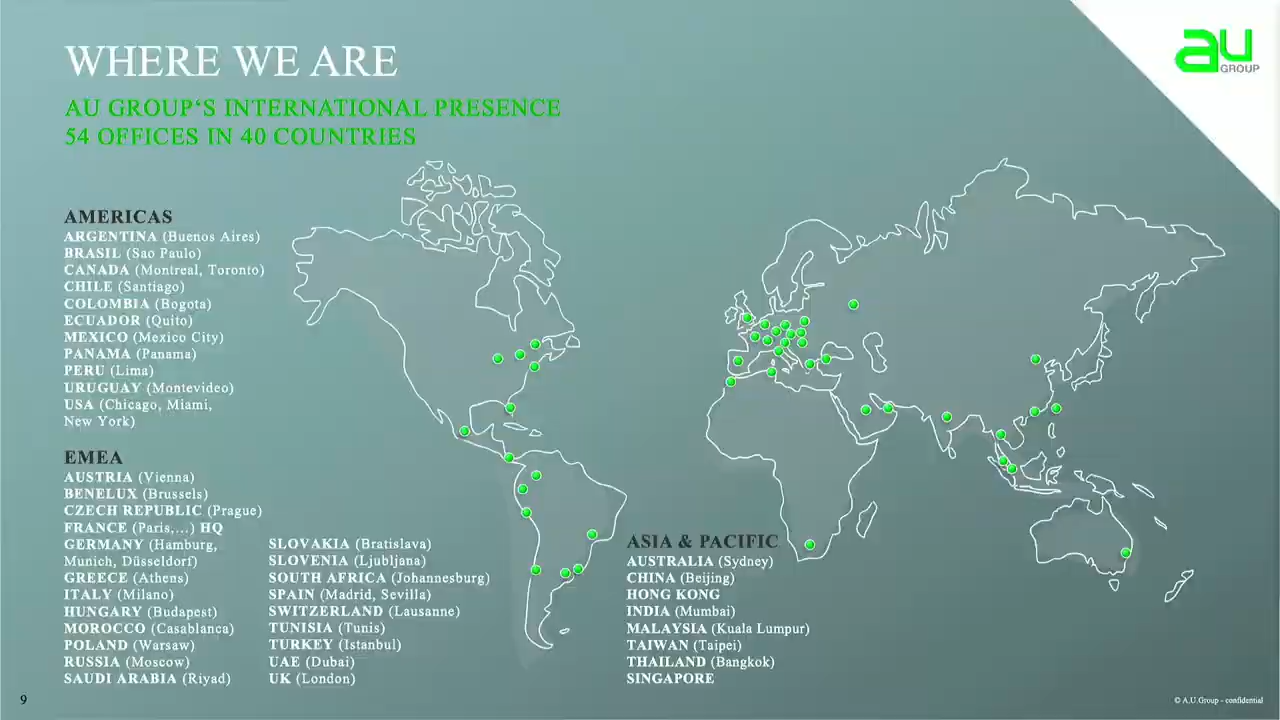 WHERE WE ARE
AU GROUP'S INTERNATIONAL PRESENCE
54 OFFICES IN 40 COUNTRIES
au
GROUP
AMERICAS
ARGENTINA (Buenos Aires)
BRASIL (Sao Paulo)
CANADA (Montreal, Toronto)
CHILE (Santiago)
COLOMBIA (Bogota)
ECUADOR (Quito)
MEXICO (Mexico City)
PANAMA (Panama)
PERU (Lima)
URUGUAY (Montevideo)
USA (Chicago, Miami,
New York)
EMEA
AUSTRIA (Vienna)
BENELUX (Brussels)
CZECH REPUBLIC (Prague)
FRANCE (Paris,...) HQ
GERMANY (Hamburg,
Munich, Düsseldorf)
GREECE (Athens)
ITALY (Milano)
HUNGARY (Budapest)
MOROCCO (Casablanca)
POLAND (Warsaw)
RUSSIA (Moscow)
SAUDI ARABIA (Riyad)
SLOVAKIA (Bratislava)
SLOVENIA (Ljubljana)
SOUTH AFRICA (Johannesburg)
SPAIN (Madrid, Sevilla)
SWITZERLAND (Lausanne)
TUNISIA (Tunis)
TURKEY (Istanbul)
UAE (Dubai)
UK (London)
ASIA & PACIFIC
AUSTRALIA (Sydney)
CHINA (Beijing)
HONG KONG
INDIA (Mumbai)
MALAYSIA (Kuala Lumpur)
TAIWAN (Taipei)
THAILAND (Bangkok)
SINGAPORE
9
© A.U.Group - confidential